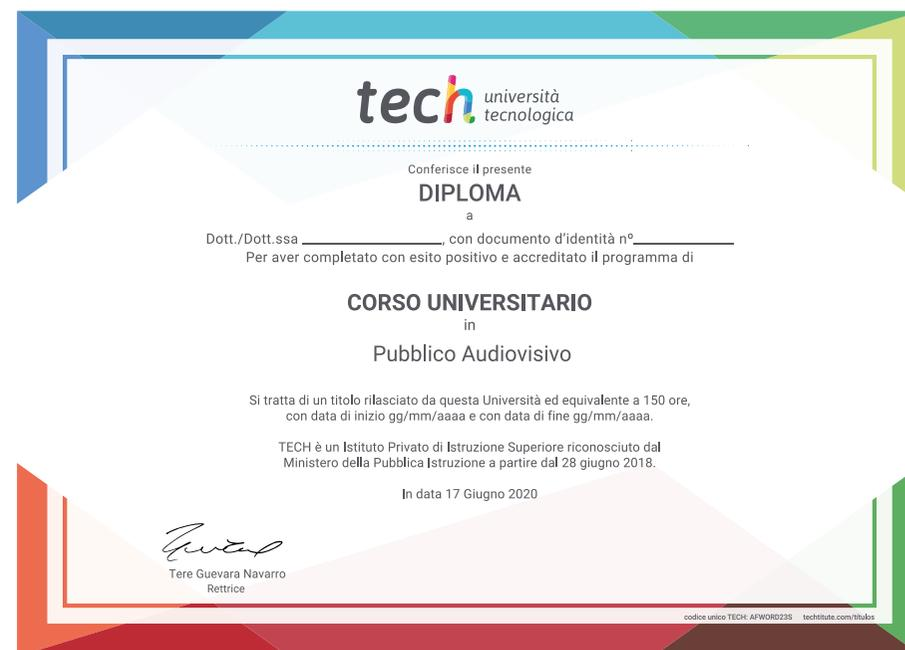 tech università
tecnologica
Conferisce il presente
DIPLOMA
a
Dott./Dott.ssa ____________________, con documento d'identità nº______________
Per aver completato con esito positivo e accreditato il programma di
CORSO UNIVERSITARIO
in
Pubblico Audiovisivo
Si tratta di un titolo rilasciato da questa Università ed equivalente a 150 ore,
con data di inizio gg/mm/aaaa e con data di fine gg/mm/aaaa.
TECH è un Istituto Privato di Istruzione Superiore riconosciuto dal
Ministero della Pubblica Istruzione a partire dal 28 giugno 2018.
In data 17 Giugno 2020
Tere Guevara Navarro
Rettrice
codice unico TECH: AFWORD23S techtitute.com/titulos